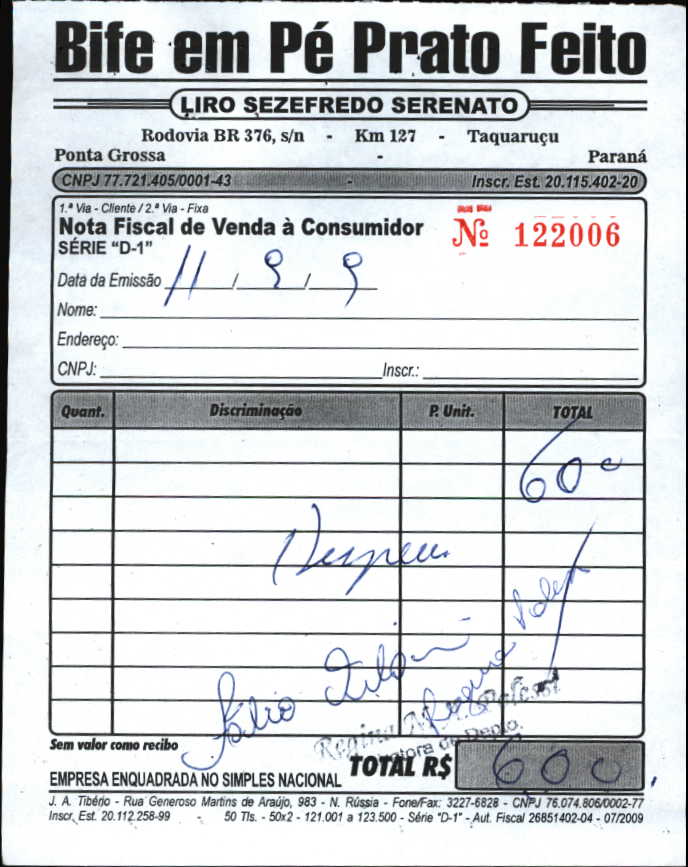 Bife em Pé Prato Feito
LIRO SEZEFREDO SERENATO
Rodovia BR 376, s/n - Km 127 - Taquaruçu
Ponta Grossa - Paraná
CNPJ 77.721.405/0001-43 - Inscr. Est. 20.115.402-20
1.ª Via - Cliente / 2.ª Via - Fixa
Nota Fiscal de Venda à Consumidor
Nº 122006
SÉRIE "D-1"
Data da Emissão 11 / 9 / 9
Nome:
Endereço:
CNPJ: Inscr.:
Quant. Discriminação P. Unit. TOTAL
600
Fábio
Regina
Sem valor como recibo
TOTAL R$ 600
EMPRESA ENQUADRADA NO SIMPLES NACIONAL
J. A. Tibério - Rua Generoso Martins de Araújo, 983 - N. Rússia - Fone/Fax: 3227-6828 - CNPJ 76.074.806/0002-77
Inscr. Est. 20.112.258-99 50 Tls. - 50x2 - 121.001 a 123.500 - Série "D-1" - Aut. Fiscal 26851402-04 - 07/2009